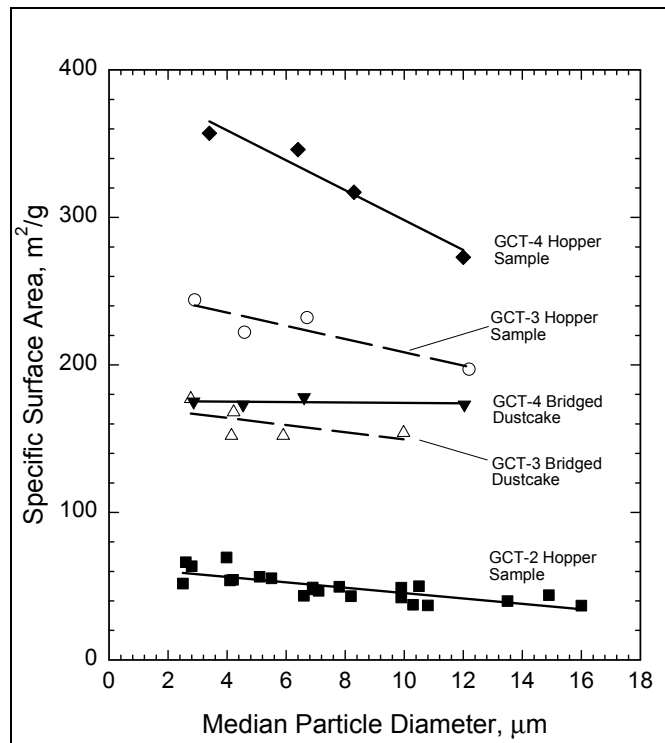 400
300
200
100
0
Specific Surface Area, m²/g
GCT-4 Hopper
Sample
GCT-3 Hopper
Sample
GCT-4 Bridged
Dustcake
GCT-3 Bridged
Dustcake
GCT-2 Hopper
Sample
0 2 4 6 8 10 12 14 16 18
Median Particle Diameter, μm